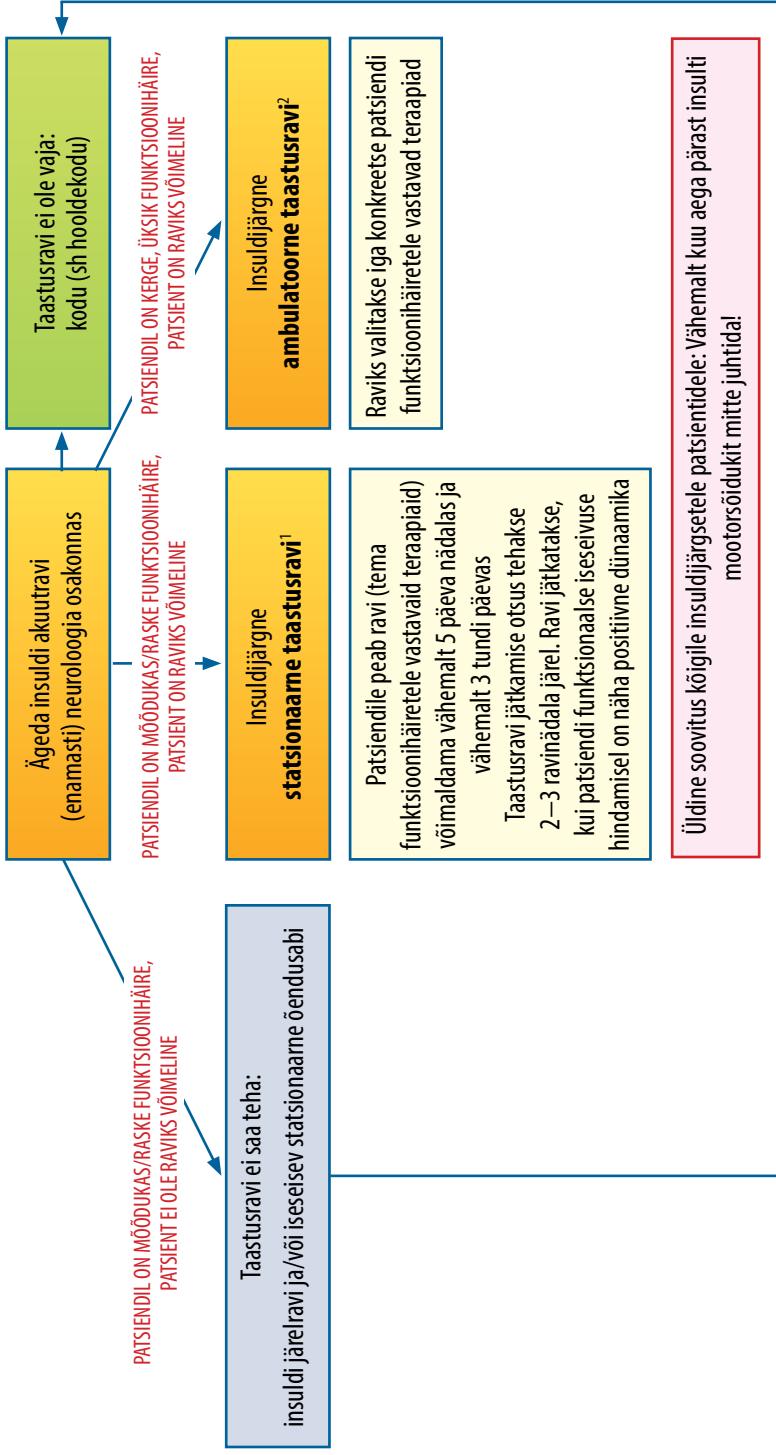 Ägeda insuldi akuutravi
(enamasti) neuroloogia osakonnas
Taastusravi ei ole vaja:
kodu (sh hooldekodu)
PATSIENDIL ON MÕÕDUKAS/RASKE FUNKTSIOONIHÄIRE,
PATSIENT EI OLE RAVIKS VÕIMELINE
PATSIENDIL ON MÕÕDUKAS/RASKE FUNKTSIOONIHÄIRE,
PATSIENT ON RAVIKS VÕIMELINE
PATSIENDIL ON KERGE, ÜKSIK FUNKTSIOONIHÄIRE,
PATSIENT ON RAVIKS VÕIMELINE
Taastusravi ei saa teha:
insuldi järelravi ja/või iseseisev statsionaarne õendusabi
Insuldijärgne
statsionaarne taastusravi¹
Insuldijärgne
ambulatoorne taastusravi²
Patsiendile peab ravi (tema
funktsioonihäiretele vastavaid teraapiaid)
võimaldama vähemalt 5 päeva nädalas ja
vähemalt 3 tundi päevas
Taastusravi jätkamise otsus tehakse
2–3 ravinädala järel. Ravi jätkatakse,
kui patsiendi funktsionaalse iseseivuse
hindamisel on näha positiivne dünaamika
Raviks valitakse iga konkreetse patsiendi
funktsioonihäiretele vastavad teraapiad
Üldine soovitus kõigile insuldijärgsetele patsientidele: Vähemalt kuu aega pärast insulti
mootorsõidukit mitte juhtida!